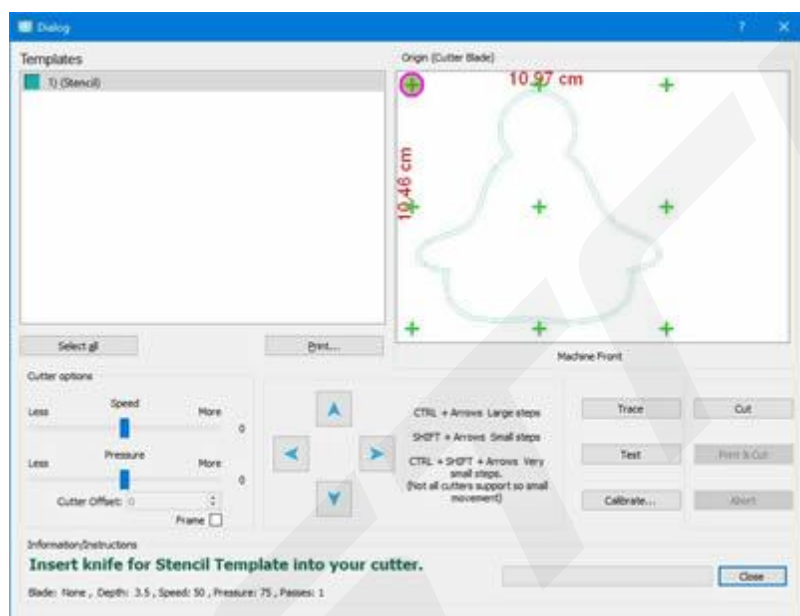 Dialog
Templates
1) (Stencil)
Select all
Print...
Origin (Cutter Blade)
10.97 cm
10.46 cm
Machine Front
Cutter options
Speed
Less
More
0
Pressure
Less
More
0
Cutter Offset: 0
Frame
CTRL + Arrows Large steps
SHIFT + Arrows Small steps
CTRL + SHIFT + Arrows Very
small steps.
(Not all cutters support so small
movement)
Trace
Cut
Test
Print & Cut
Calibrate...
Abort
Information/Instructions
Insert knife for Stencil Template into your cutter.
Blade: None , Depth: 3.5 , Speed: 50 , Pressure: 75 , Passes: 1
Close